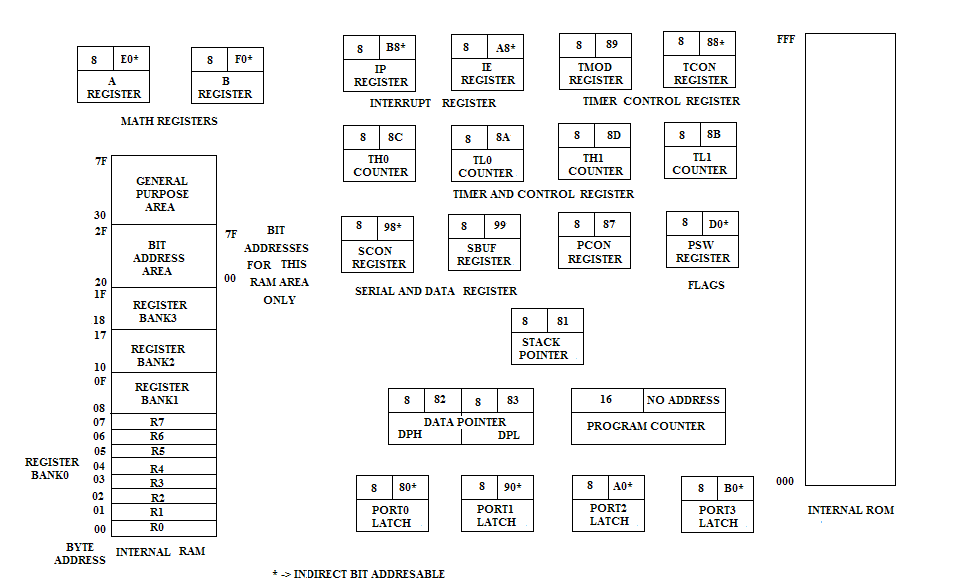 8 E0*
A
REGISTER
8 F0*
B
REGISTER
MATH REGISTERS
8 B8*
IP
REGISTER
8 A8*
IE
REGISTER
INTERRUPT REGISTER
8 89
TMOD
REGISTER
8 88*
TCON
REGISTER
TIMER CONTROL REGISTER
8 8C
TH0
COUNTER
8 8A
TL0
COUNTER
8 8D
TH1
COUNTER
8 8B
TL1
COUNTER
TIMER AND CONTROL REGISTER
8 98*
SCON
REGISTER
8 99
SBUF
REGISTER
SERIAL AND DATA REGISTER
8 87
PCON
REGISTER
8 D0*
PSW
REGISTER
FLAGS
8 81
STACK
POINTER
8 82 8 83
DATA POINTER
DPH DPL
16 NO ADDRESS
PROGRAM COUNTER
8 80*
PORT0
LATCH
8 90*
PORT1
LATCH
8 A0*
PORT2
LATCH
8 B0*
PORT3
LATCH
7F
GENERAL
PURPOSE
AREA
30
2F
BIT
ADDRESS
AREA
20
7F
00
BIT
ADDRESSES
FOR THIS
RAM AREA
ONLY
1F
REGISTER
BANK3
18
17
REGISTER
BANK2
10
0F
REGISTER
BANK1
08
07 R7
06 R6
05 R5
04 R4
03 R3
02 R2
01 R1
00 R0
REGISTER
BANK0
BYTE
ADDRESS
INTERNAL RAM
FFF
000
INTERNAL ROM
* -> INDIRECT BIT ADDRESABLE